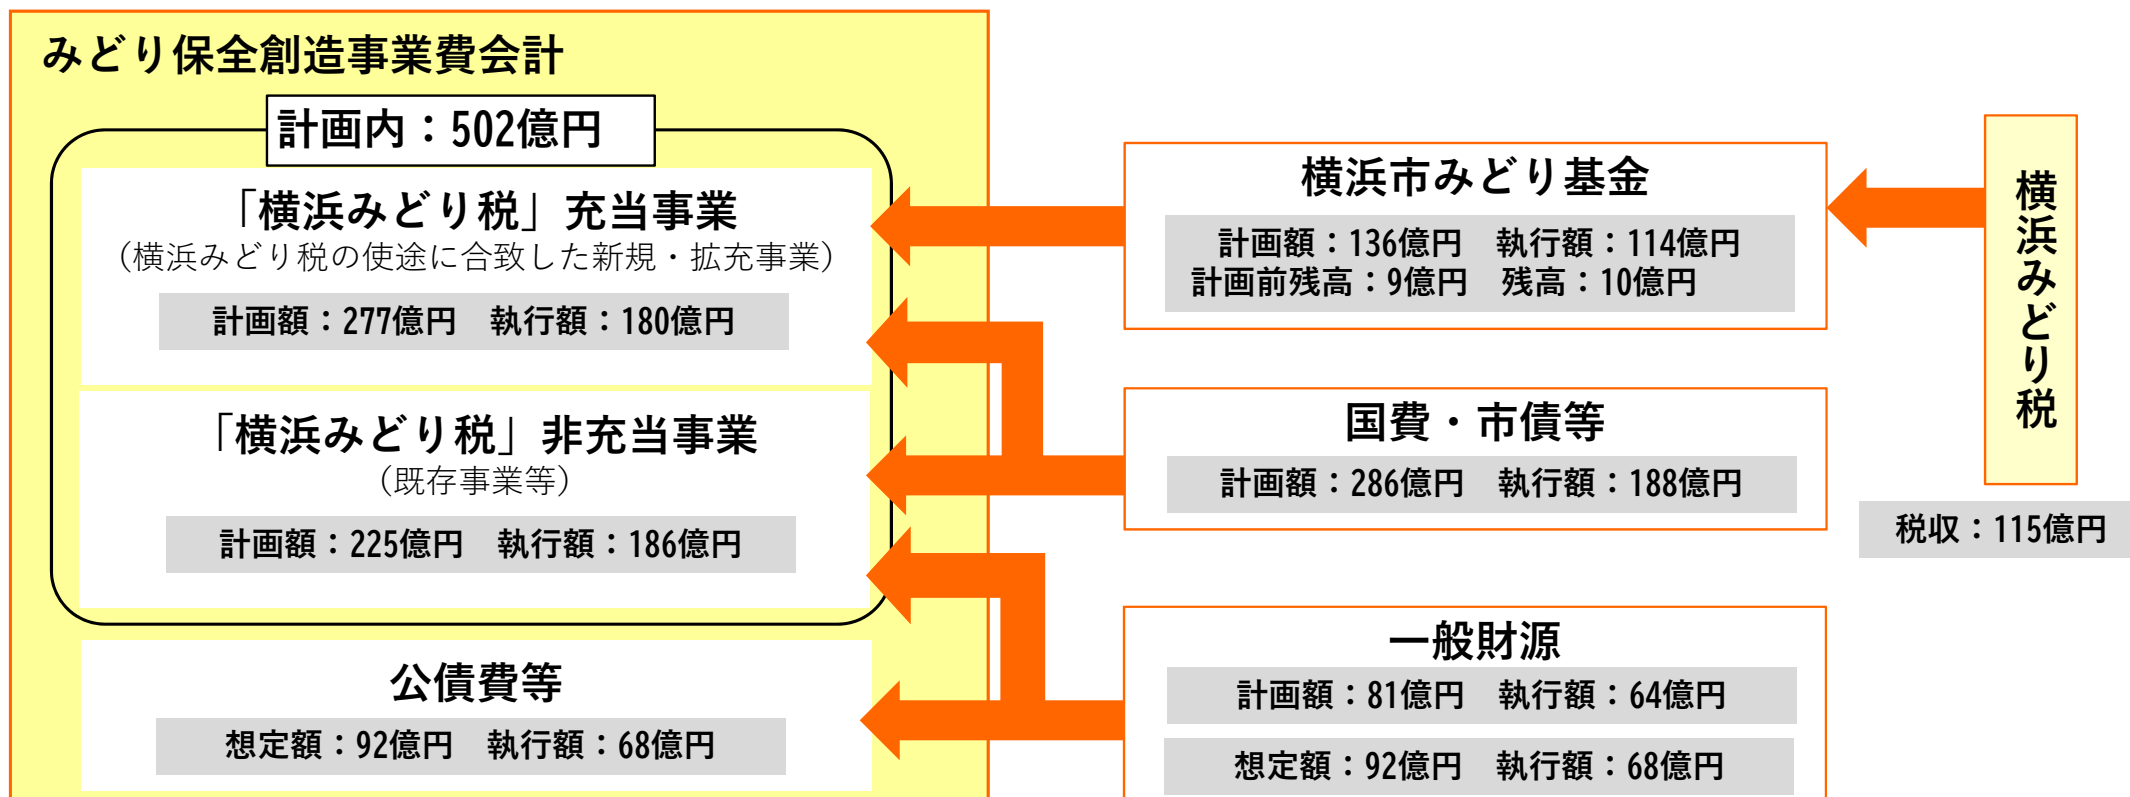 みどり保全創造事業費会計
計画内：502億円
「横浜みどり税」充当事業
（横浜みどり税の使途に合致した新規・拡充事業）
計画額：277億円　執行額：180億円
「横浜みどり税」非充当事業
（既存事業等）
計画額：225億円　執行額：186億円
公債費等
想定額：92億円　執行額：68億円
横浜市みどり基金
計画額：136億円　執行額：114億円
計画前残高：9億円　残高：10億円
国費・市債等
計画額：286億円　執行額：188億円
一般財源
計画額：81億円　執行額：64億円
想定額：92億円　執行額：68億円
横浜みどり税
税収：115億円